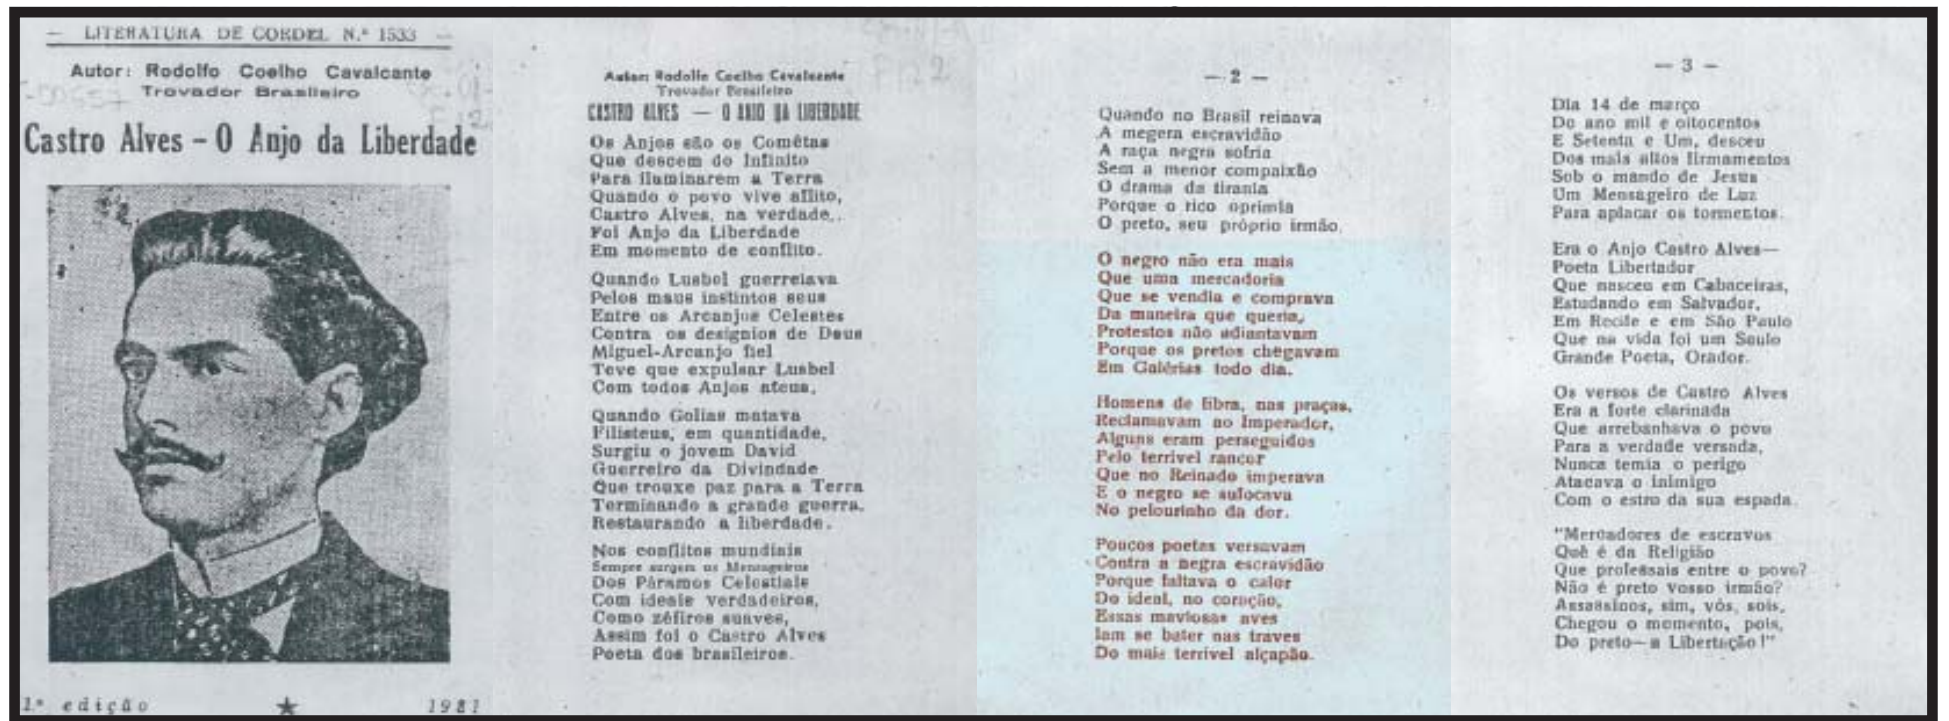 — LITERATURA DE CORDEL N.º 1533 —
Autor: Rodolfo Coelho Cavalcante
Trovador Brasileiro
Castro Alves - O Anjo da Liberdade
1.ª edição ★ 1981
Autor: Rodolfo Coelho Cavalcante
Trovador Brasileiro
CASTRO ALVES — O ANJO DA LIBERDADE
Os Anjos são os Comêtas
Que descem do Infinito
Para iluminarem a Terra
Quando o povo vive aflito,
Castro Alves, na verdade,
Foi Anjo da Liberdade
Em momento de conflito.
Quando Lusbel guerreiava
Pelos maus instintos seus
Entre os Arcanjos Celestes
Contra os designios de Deus
Miguel-Arcanjo fiel
Teve que expulsar Lusbel
Com todos Anjos ateus.
Quando Golias matava
Filisteus, em quantidade,
Surgiu o jovem David
Guerreiro da Divindade
Que trouxe paz para a Terra
Terminando a grande guerra,
Restaurando a liberdade.
Nos conflitos mundiais
Sempre surgem os Mensageiros
Dos Páramos Celestiais
Com ideais verdadeiros,
Como zéfiros suaves,
Assim foi o Castro Alves
Poeta dos brasileiros.
— 2 —
Quando no Brasil reinava
A megera escravidão
A raça negra sofria
Sem a menor compaixão
O drama da tirania
Porque o rico oprimia
O preto, seu próprio irmão.
O negro não era mais
Que uma mercadoria
Que se vendia e comprava
Da maneira que queria,
Protestos não adiantavam
Porque os pretos chegavam
Em Galérias todo dia.
Homens de fibra, nas praças,
Reclamavam ao Imperador,
Alguns eram perseguidos
Pelo terrivel rancor
Que no Reinado imperava
E o negro se sufocava
No pelourinho da dor.
Poucos poetas versavam
Contra a negra escravidão
Porque faltava o calor
Do ideal, no coração,
Essas maviosas aves
Iam se bater nas traves
Do mais terrivel alçapão.
— 3 —
Dia 14 de março
Do ano mil e oitocentos
E Setenta e Um, desceu
Dos mais altos firmamentos
Sob o mando de Jesus
Um Mensageiro de Luz
Para aplacar os tormentos.
Era o Anjo Castro Alves—
Poeta Libertador
Que nasceu em Cabaceiras,
Estudando em Salvador,
Em Recife e em São Paulo
Que na vida foi um Saulo
Grande Poeta, Orador.
Os versos de Castro Alves
Era a forte clarinada
Que arrebanhava o povo
Para a verdade versada,
Nunca temia o perigo
Atacava o inimigo
Com o estro da sua espada.
"Mercadores de escravos
Quê é da Religião
Que professais entre o povo?
Não é preto vosso irmão?
Assassinos, sim, vós, sois,
Chegou o momento, pois,
Do preto—a Libertação!"